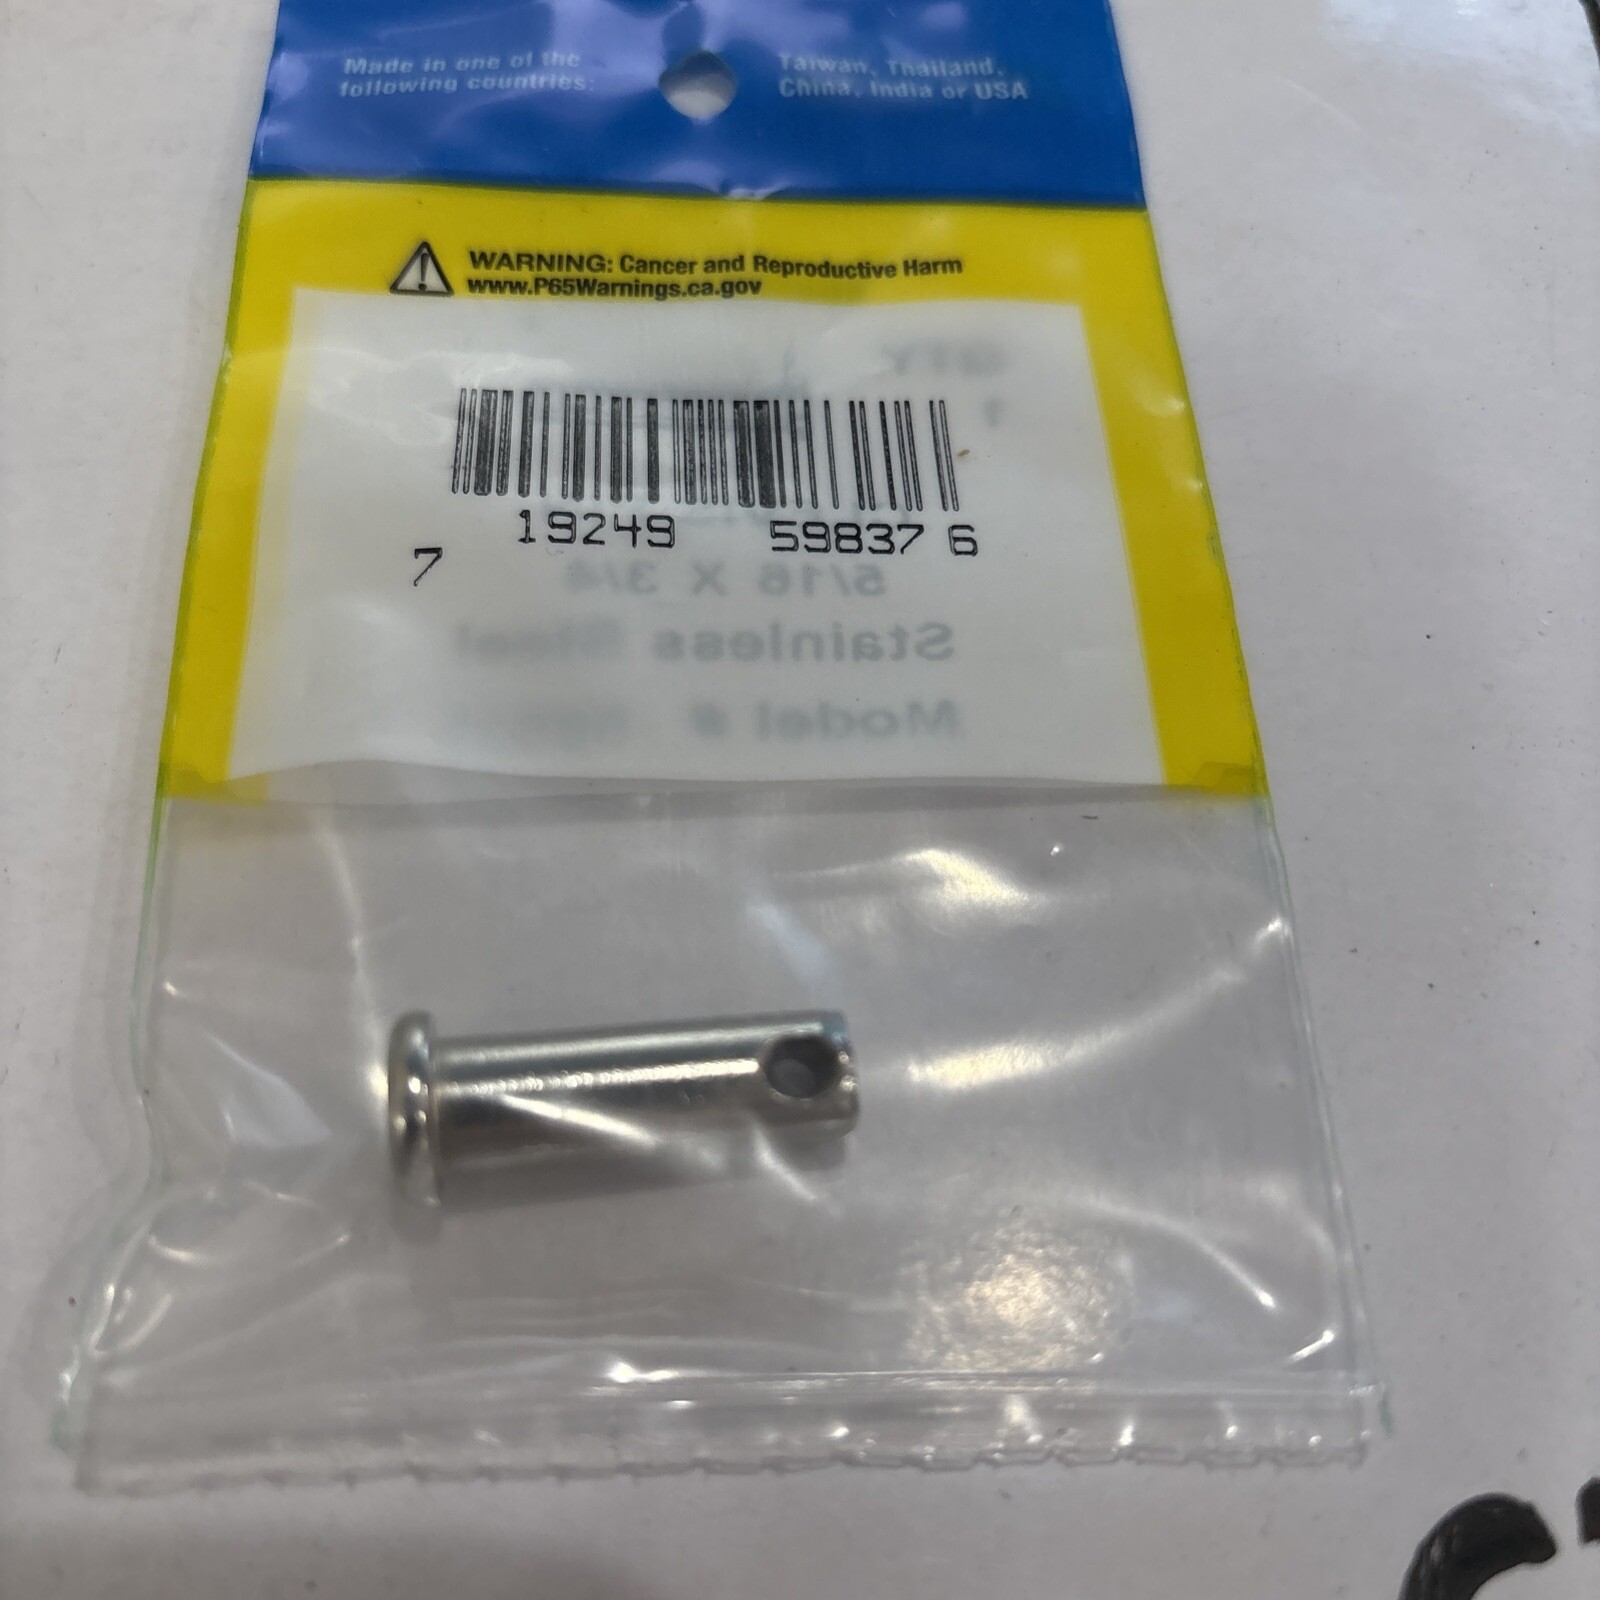 Made in one of the
following countries:
Taiwan, Thailand,
China, India or USA
WARNING: Cancer and Reproductive Harm
www.P65Warnings.ca.gov
QTY
1
7 19249 59837 6
5/16 X 3/4
Stainless Steel
Model #